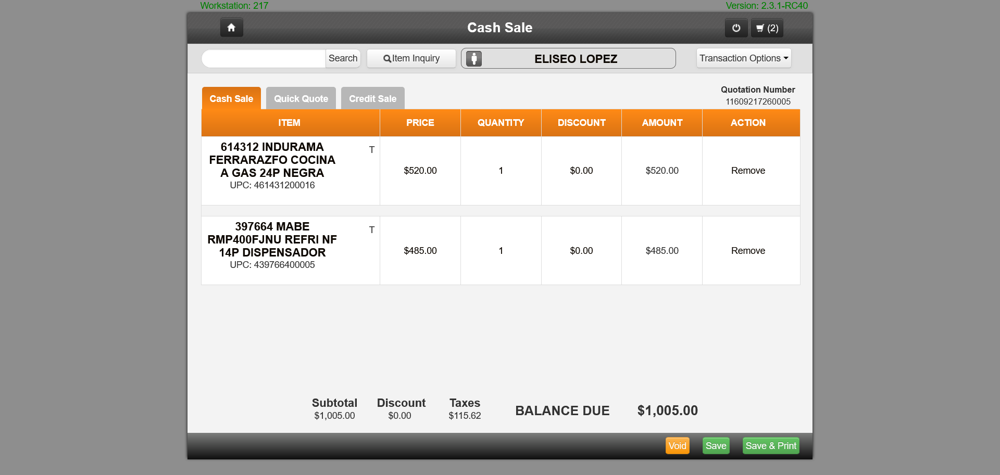 Workstation: 217
Version: 2.3.1-RC40
Cash Sale
(2)
Search
Item Inquiry
ELISEO LOPEZ
Transaction Options
Cash Sale
Quick Quote
Credit Sale
Quotation Number
11609217260005
ITEM
PRICE
QUANTITY
DISCOUNT
AMOUNT
ACTION
614312 INDURAMA
FERRARAZFO COCINA
A GAS 24P NEGRA
UPC: 461431200016
T
$520.00
1
$0.00
$520.00
Remove
397664 MABE
RMP400FJNU REFRI NF
14P DISPENSADOR
UPC: 439766400005
T
$485.00
1
$0.00
$485.00
Remove
Subtotal
$1,005.00
Discount
$0.00
Taxes
$115.62
BALANCE DUE
$1,005.00
Void
Save
Save & Print